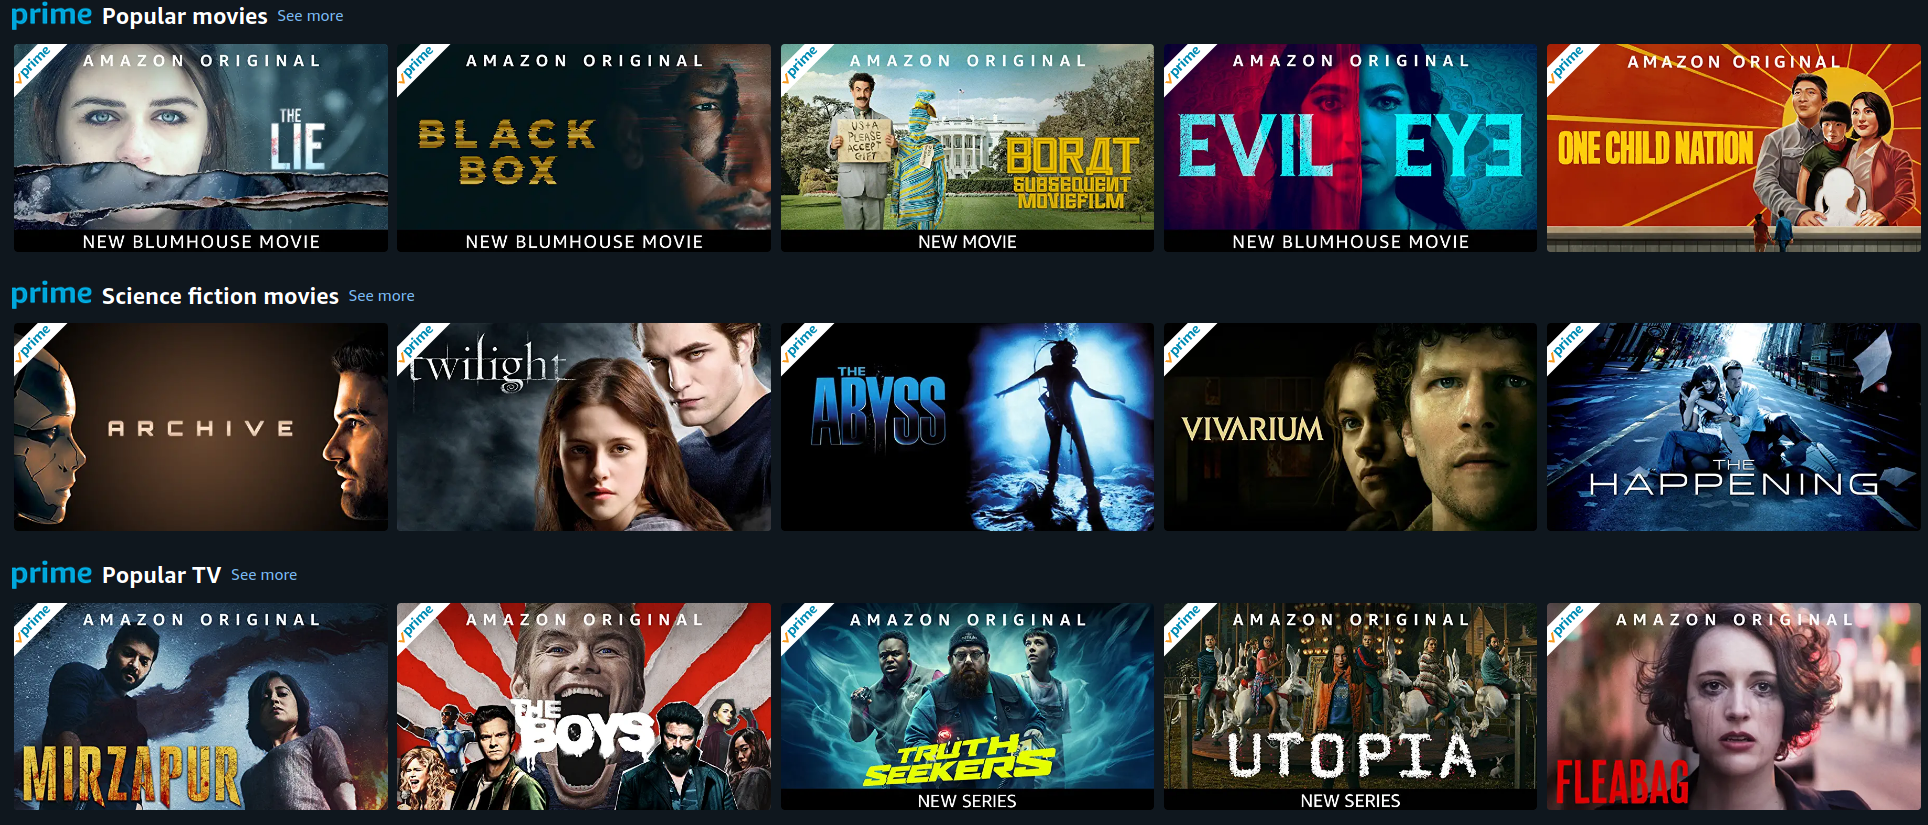 prime Popular movies See more
prime
AMAZON ORIGINAL
THE
LIE
NEW BLUMHOUSE MOVIE
prime
AMAZON ORIGINAL
BLACK
BOX
NEW BLUMHOUSE MOVIE
prime
AMAZON ORIGINAL
US+A
PLEASE
ACCEPT
GIFT
BORAT
SUBSEQUENT
MOVIEFILM
NEW MOVIE
prime
AMAZON ORIGINAL
EVIL EYE
NEW BLUMHOUSE MOVIE
prime
AMAZON ORIGINAL
ONE CHILD NATION
prime Science fiction movies See more
prime
ARCHIVE
prime
twilight
prime
THE
ABYSS
prime
VIVARIUM
prime
THE
HAPPENING
prime Popular TV See more
prime
AMAZON ORIGINAL
MIRZAPUR
prime
AMAZON ORIGINAL
THE
BOYS
prime
AMAZON ORIGINAL
TRUTH
SEEKERS
NEW SERIES
prime
AMAZON ORIGINAL
UTOPIA
NEW SERIES
prime
AMAZON ORIGINAL
FLEABAG